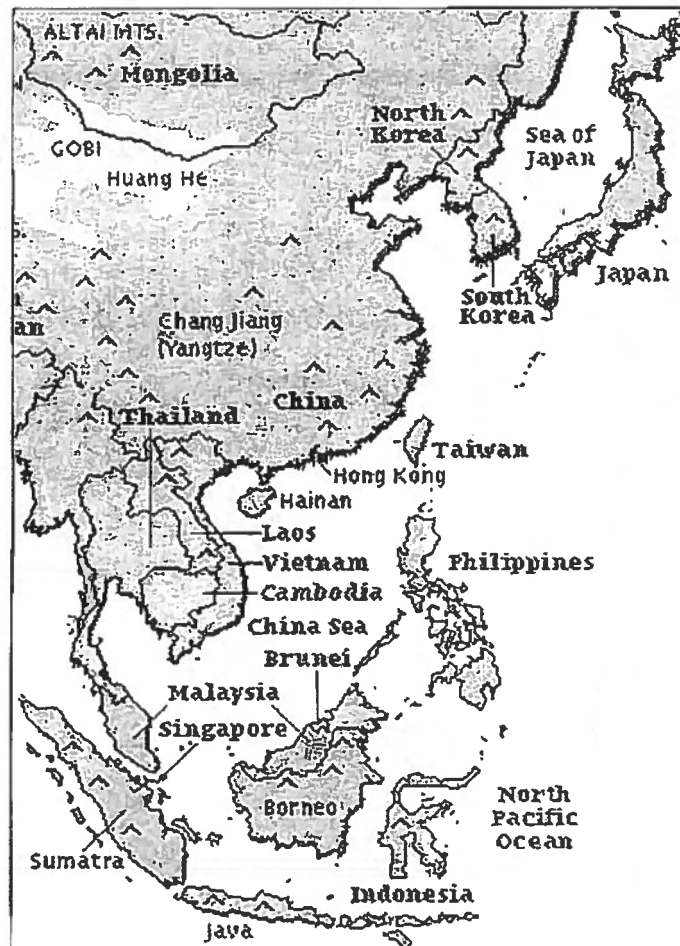 ALTAI MTS.
Mongolia
North
Korea
Sea of
Japan
GOBI
Huang He
Japan
South
Korea
an
Chang Jiang
(Yangtze)
China
Thailand
Taiwan
Hong Kong
Hainan
Laos
Vietnam
Philippines
Cambodia
China Sea
Brunei
Malaysia
Singapore
Borneo
North
Pacific
Ocean
Sumatra
Indonesia
Java